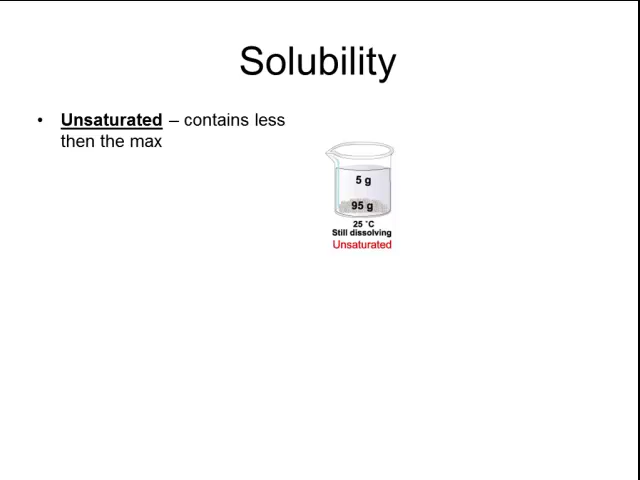 Solubility
• Unsaturated – contains less
then the max
5 g
95 g
25 °C
Still dissolving
Unsaturated